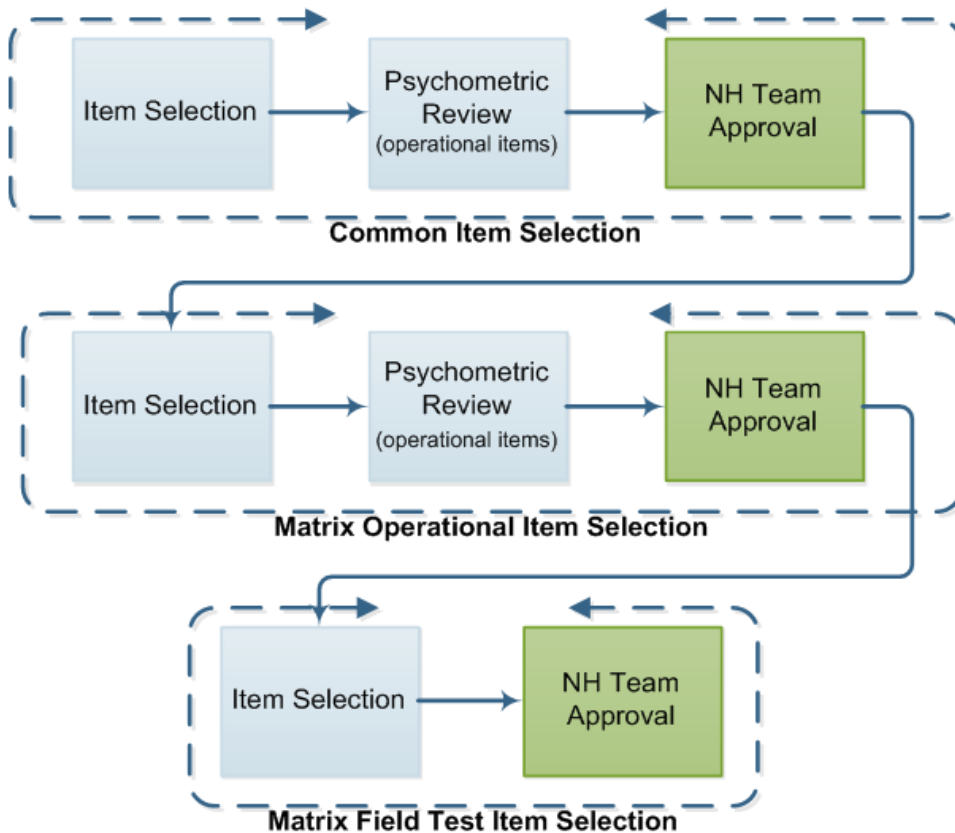 Item Selection
Psychometric
Review
(operational items)
NH Team
Approval
Common Item Selection
Item Selection
Psychometric
Review
(operational items)
NH Team
Approval
Matrix Operational Item Selection
Item Selection
NH Team
Approval
Matrix Field Test Item Selection